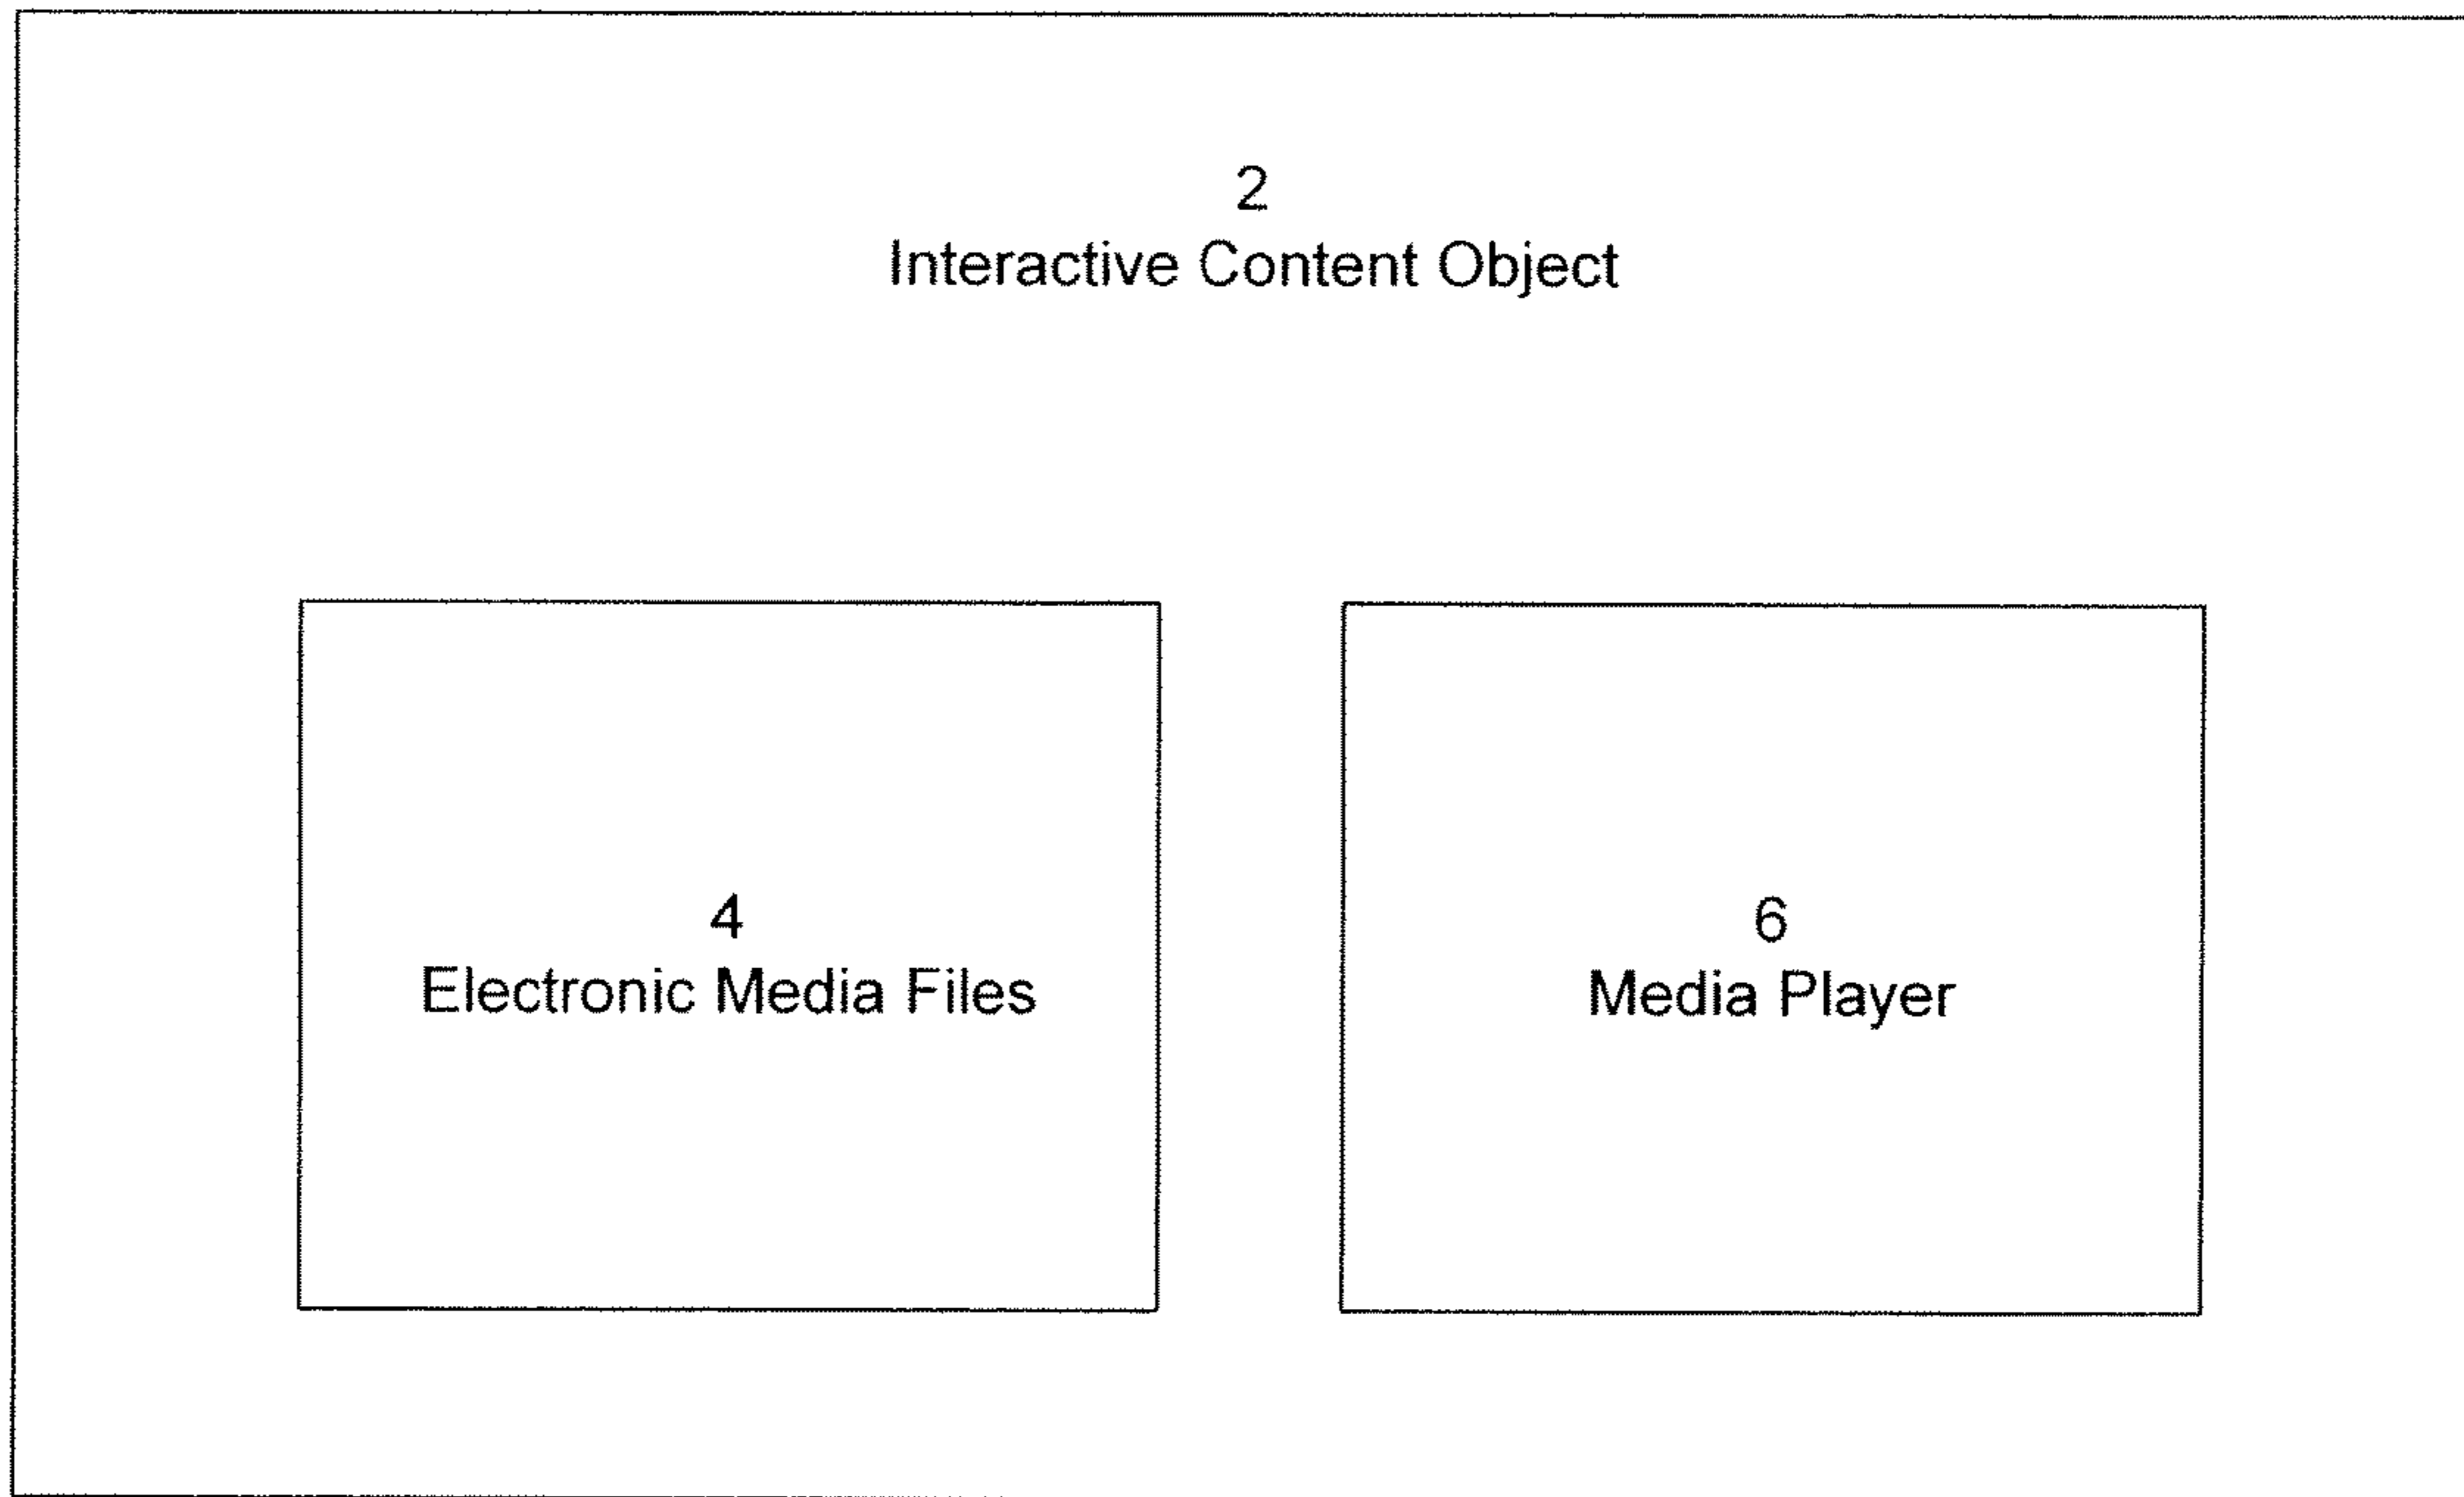 2
Interactive Content Object
4
Electronic Media Files
6
Media Player